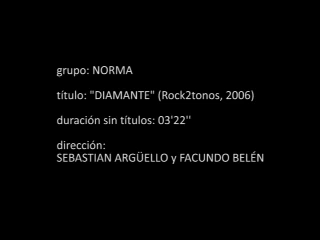 grupo: NORMA
título: "DIAMANTE" (Rock2tonos, 2006)
duración sin títulos: 03'22''
dirección:
SEBASTIAN ARGÜELLO y FACUNDO BELÉN